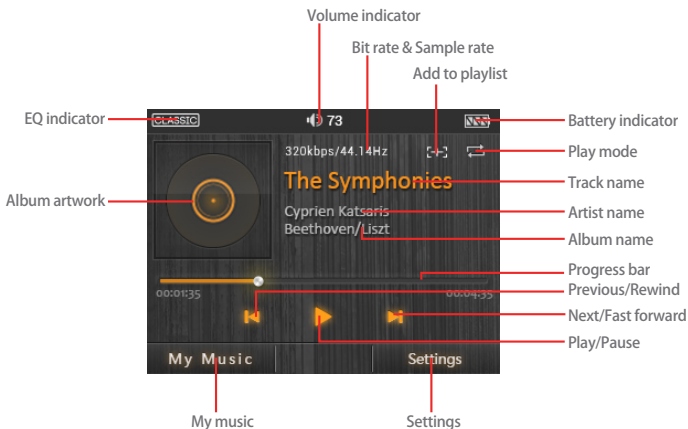 Volume indicator
Bit rate & Sample rate
Add to playlist
EQ indicator
CLASSIC
73
Battery indicator
320kbps/44.14Hz
Play mode
The Symphonies
Track name
Album artwork
Cyprien Katsaris
Artist name
Beethoven/Liszt
Album name
Progress bar
00:01:35
00:04:35
Previous/Rewind
Next/Fast forward
Play/Pause
My Music
Settings
My music
Settings